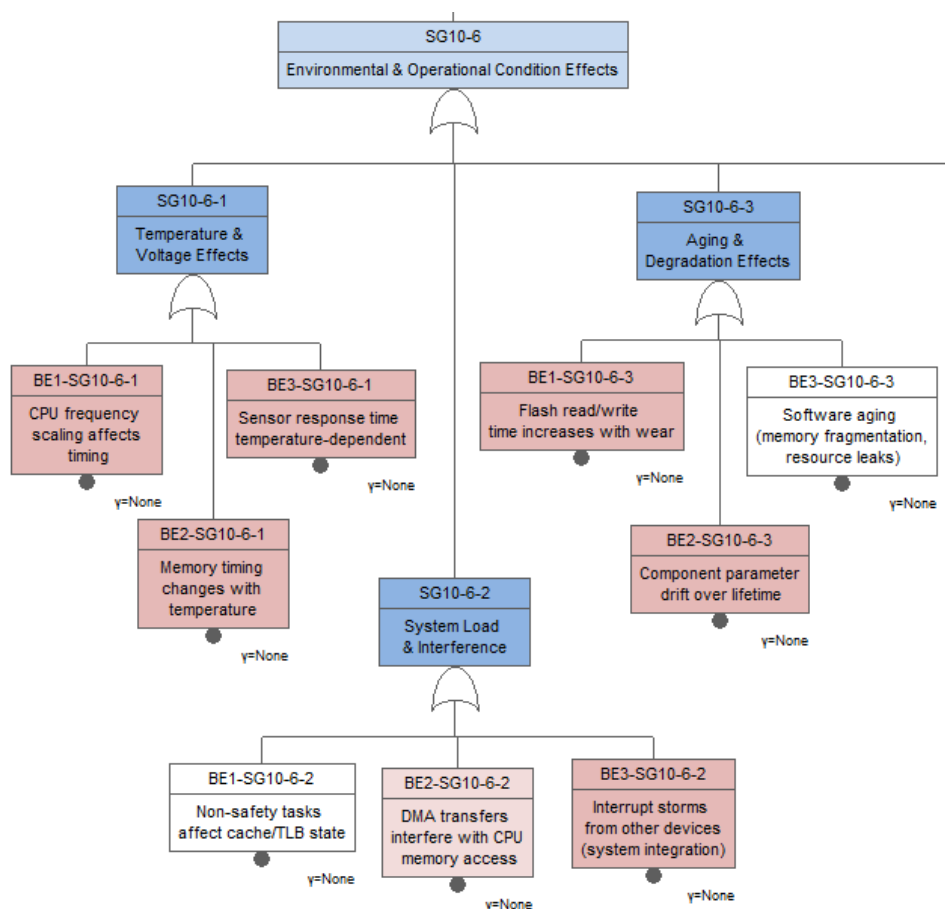 SG10-6
Environmental & Operational Condition Effects
SG10-6-1
Temperature &
Voltage Effects
SG10-6-3
Aging &
Degradation Effects
BE1-SG10-6-1
CPU frequency
scaling affects
timing
γ=None
BE3-SG10-6-1
Sensor response time
temperature-dependent
γ=None
BE1-SG10-6-3
Flash read/write
time increases with wear
γ=None
BE3-SG10-6-3
Software aging
(memory fragmentation,
resource leaks)
γ=None
BE2-SG10-6-1
Memory timing
changes with
temperature
γ=None
BE2-SG10-6-3
Component parameter
drift over lifetime
γ=None
SG10-6-2
System Load
& Interference
BE1-SG10-6-2
Non-safety tasks
affect cache/TLB state
γ=None
BE2-SG10-6-2
DMA transfers
interfere with CPU
memory access
γ=None
BE3-SG10-6-2
Interrupt storms
from other devices
(system integration)
γ=None